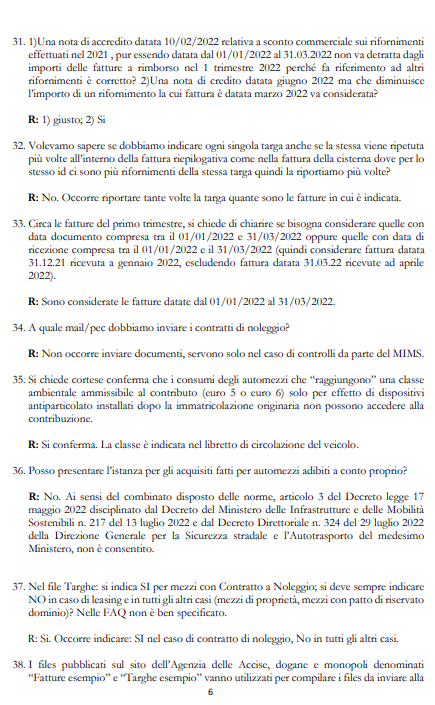 31. 1)Una nota di accredito datata 10/02/2022 relativa a sconto commerciale sui rifornimenti
effettuati nel 2021 , pur essendo datata dal 01/01/2022 al 31.03.2022 non va detratta dagli
importi delle fatture a rimborso nel 1 trimestre 2022 perché fa riferimento ad altri
rifornimenti è corretto? 2)Una nota di credito datata giugno 2022 ma che diminuisce
l'importo di un rifornimento la cui fattura è datata marzo 2022 va considerata?
R: 1) giusto; 2) Si
32. Volevamo sapere se dobbiamo indicare ogni singola targa anche se la stessa viene ripetuta
più volte all'interno della fattura riepilogativa come nella fattura della cisterna dove per lo
stesso id ci sono più rifornimenti della stessa targa quindi la riportiamo più volte?
R: No. Occorre riportare tante volte la targa quante sono le fatture in cui è indicata.
33. Circa le fatture del primo trimestre, si chiede di chiarire se bisogna considerare quelle con
data documento compresa tra il 01/01/2022 e 31/03/2022 oppure quelle con data di
ricezione compresa tra il 01/01/2022 e il 31/03/2022 (quindi considerare fattura datata
31.12.21 ricevuta a gennaio 2022, escludendo fattura datata 31.03.22 ricevute ad aprile
2022).
R: Sono considerate le fatture datate dal 01/01/2022 al 31/03/2022.
34. A quale mail/pec dobbiamo inviare i contratti di noleggio?
R: Non occorre inviare documenti, servono solo nel caso di controlli da parte del MIMS.
35. Si chiede cortese conferma che i consumi degli automezzi che “raggiungono” una classe
ambientale ammissibile al contributo (euro 5 o euro 6) solo per effetto di dispositivi
antiparticolato installati dopo la immatricolazione originaria non possono accedere alla
contribuzione.
R: Si conferma. La classe è indicata nel libretto di circolazione del veicolo.
36. Posso presentare l'istanza per gli acquisiti fatti per automezzi adibiti a conto proprio?
R: No. Ai sensi del combinato disposto delle norme, articolo 3 del Decreto legge 17
maggio 2022 disciplinato dal Decreto del Ministero delle Infrastrutture e delle Mobilità
Sostenibili n. 217 del 13 luglio 2022 e dal Decreto Direttoriale n. 324 del 29 luglio 2022
della Direzione Generale per la Sicurezza stradale e l'Autotrasporto del medesimo
Ministero, non è consentito.
37. Nel file Targhe: si indica SI per mezzi con Contratto a Noleggio; si deve sempre indicare
NO in caso di leasing e in tutti gli altri casi (mezzi di proprietà, mezzi con patto di riservato
dominio)? Nelle FAQ non è ben specificato.
R: Sì. Occorre indicare: SI nel caso di contratto di noleggio, No in tutti gli altri casi.
38. I files pubblicati sul sito dell'Agenzia delle Accise, dogane e monopoli denominati
“Fatture esempio” e “Targhe esempio” vanno utilizzati per compilare i files da inviare alla
6